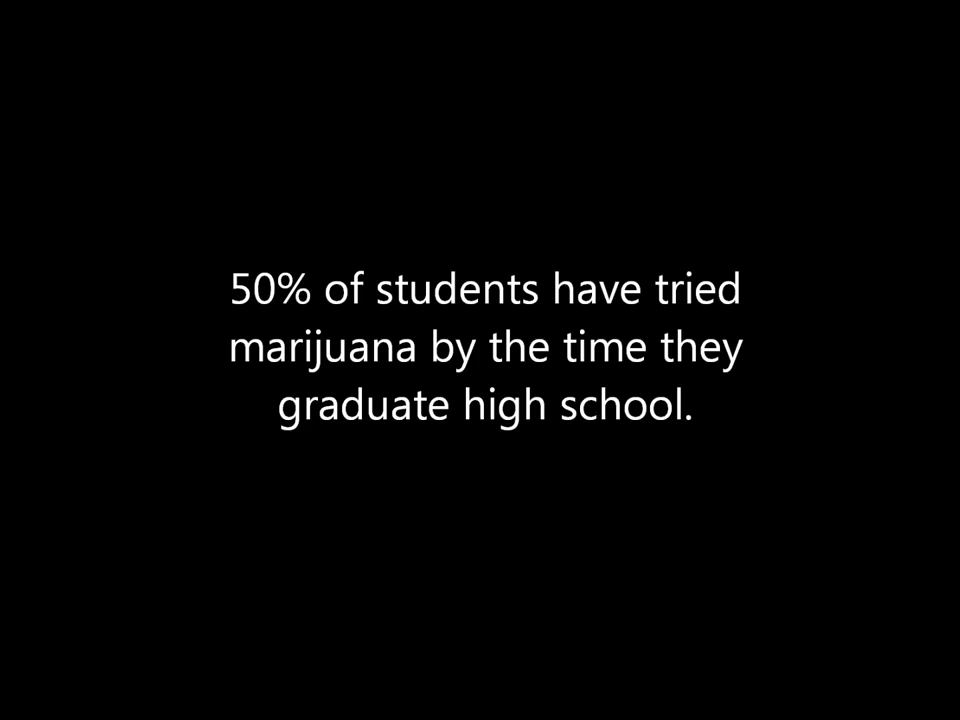 50% of students have tried
marijuana by the time they
graduate high school.